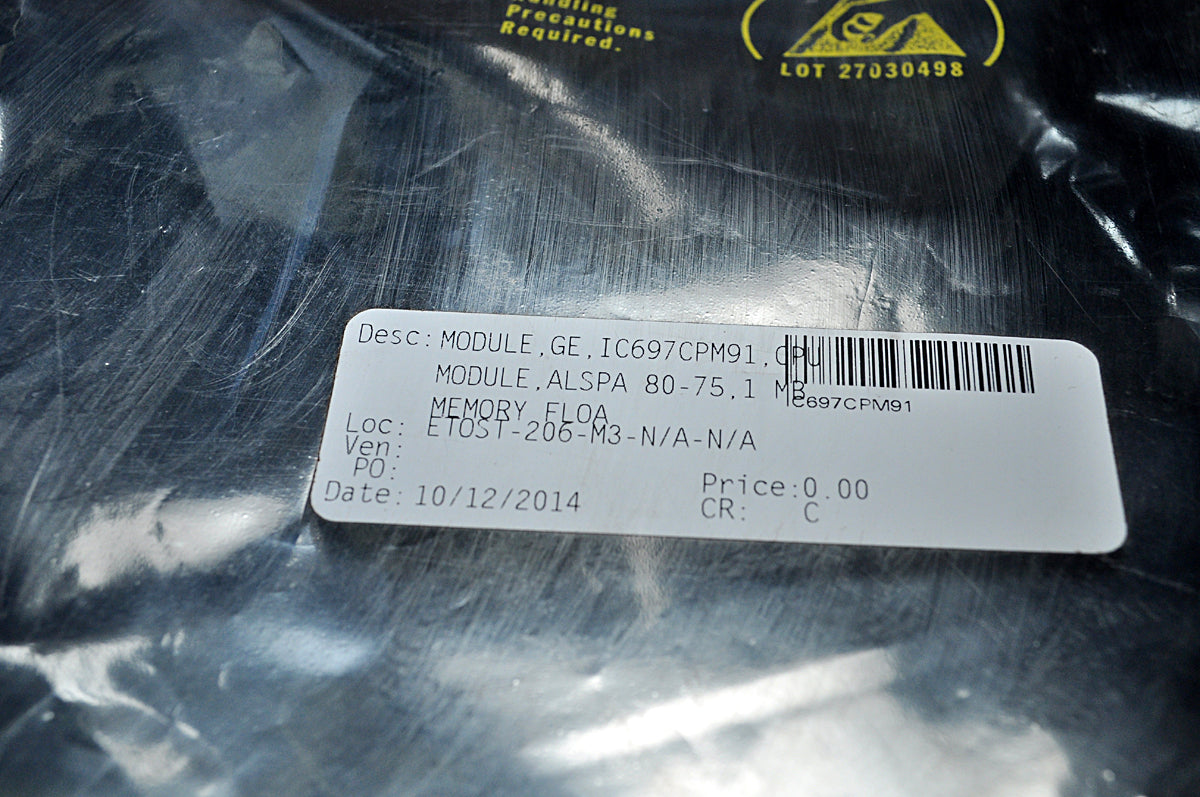 Handling
Precautions
Required.
LOT 27030498
Desc: MODULE,GE,IC697CPM91,CPU
MODULE,ALSPA 80-75,1 MB
IC697CPM91
MEMORY FLOA
Loc: ETOST-206-M3-N/A-N/A
Ven:
PO:
Price:0.00
Date: 10/12/2014
CR: C